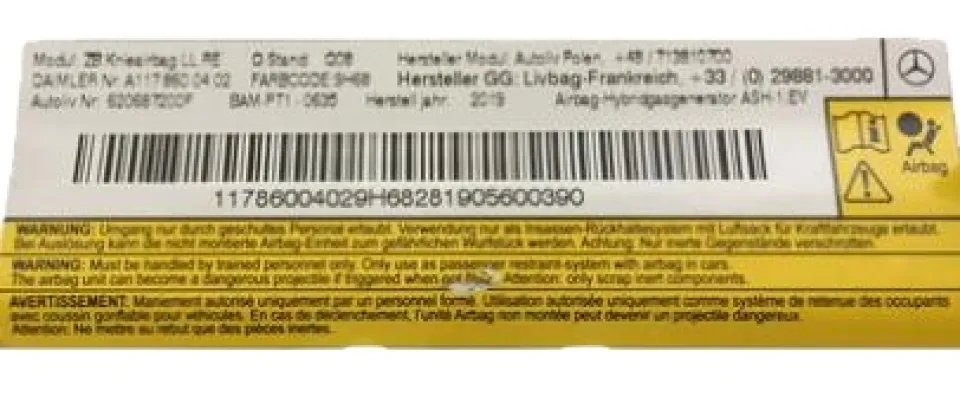 Modul ZB Knieairbag LL RE D Stand :008 Hersteller Modul: Autoliv Polen, +48 / 713810700
DAIMLER Nr. A117 860 04 02 FARBCODE 9H68 Hersteller GG: Livbag-Frankreich, +33 / (0) 29881-3000
Autoliv Nr. 620687200F BAM-PT1 - 0635 Herstell jahr. 2019 Airbag-Hybridgasgenerator ASH-1.EV
Airbag
11786004029H68281905600390
WARNUNG: Umgang nur durch geschultes Personal erlaubt. Verwendung nur als Insassen-Rückhaltesystem mit Luftsack für Kraftfahrzeuge erlaubt.
Bei Auslösung kann die nicht montierte Airbag-Einheit zum gefährlichen Wurfstück werden. Achtung: Nur inerte Gegenstände verschrotten.
WARNING: Must be handled by trained personnel only. Only use as passenger restraint-system with airbag in cars.
The airbag unit can become a dangerous projectile if triggered when not Attention: only scrap inert components.
AVERTISSEMENT: Maniement autorisé uniquement par un personnel formé. Utilisation autorisée uniquement comme système de retenue des occupants
avec coussin gonflable pour véhicules. En cas de déclenchement, l'unité Airbag non montée peut devenir un projectile dangereux.
Attention: Ne mettre au rebut que des pièces inertes.